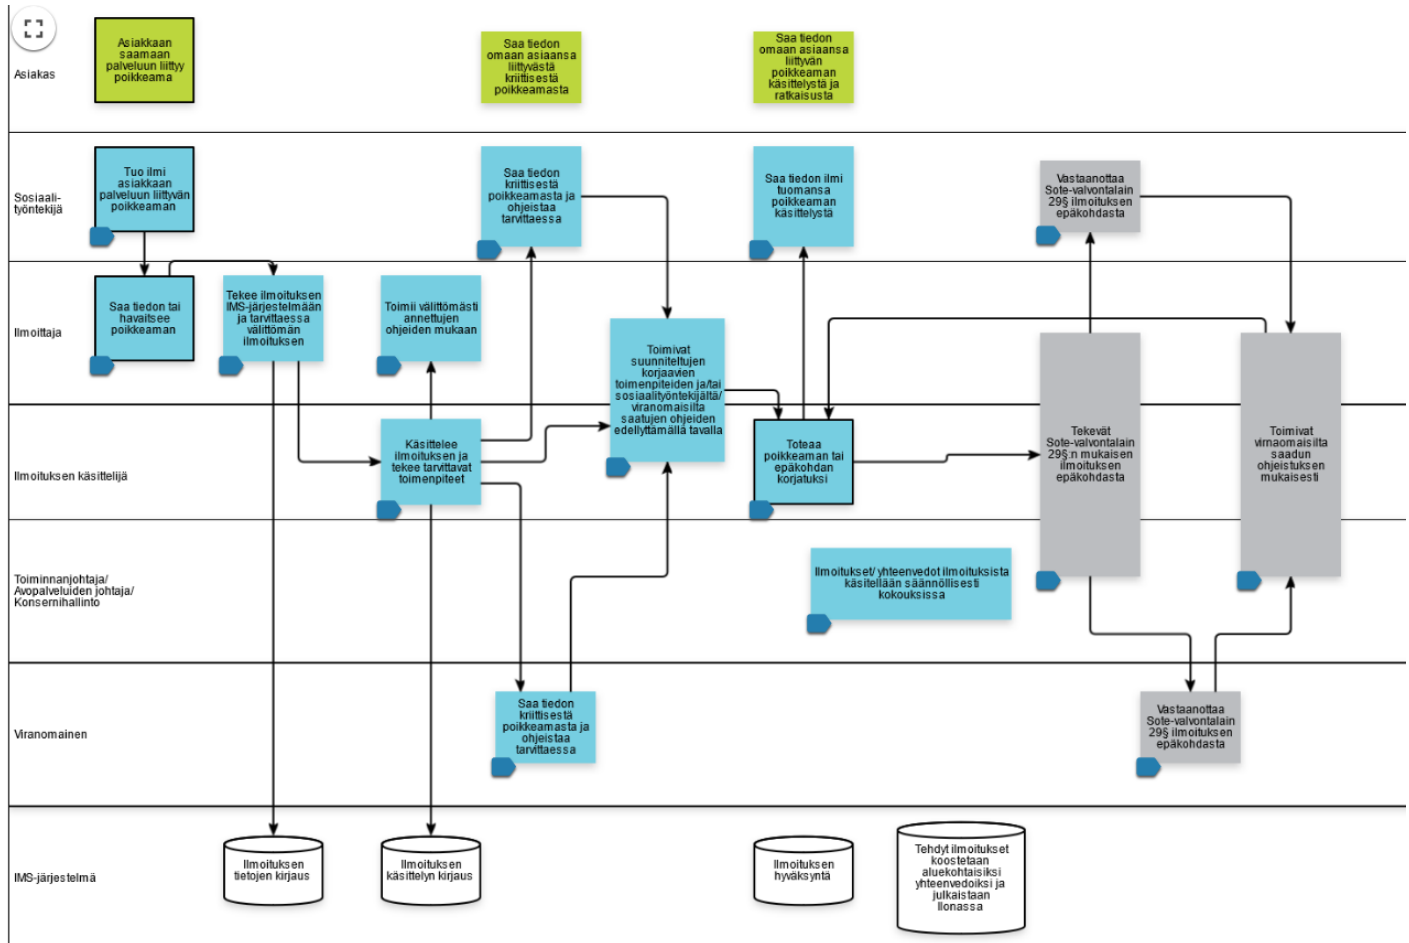 Asiakas
Asiakkaan
saamaan
palveluun liittyy
poikkeama
Saa tiedon
omaan asiaansa
liittyvästä
kriittisestä
poikkeamasta
Saa tiedon
omaan asiaansa
liittyvän
poikkeaman
käsittelystä ja
ratkaisusta
Sosiaali-
työntekijä
Tuo ilmi
asiakkaan
palveluun liittyvän
poikkeaman
Saa tiedon
kriittisestä
poikkeamasta ja
ohjeistaa
tarvittaessa
Saa tiedon ilmi
tuomansa
poikkeaman
käsittelystä
Vastaanottaa
Sote-valvontalain
29§ ilmoituksen
epäkohdasta
Ilmoittaja
Saa tiedon tai
havaitsee
poikkeaman
Tekee ilmoituksen
IMS-järjestelmään
ja tarvittaessa
välittömän
ilmoituksen
Toimii välittömästi
annettujen
ohjeiden mukaan
Toimivat
suunniteltujen
korjaavien
toimenpiteiden ja/tai
sosiaalityöntekijältä/
viranomaisilta
saatujen ohjeiden
edellyttämällä tavalla
Ilmoituksen käsittelijä
Käsittelee
ilmoituksen ja
tekee tarvittavat
toimenpiteet
Toteaa
poikkeaman tai
epäkohdan
korjatuksi
Tekevät
Sote-valvontalain
29§:n mukaisen
ilmoituksen
epäkohdasta
Toimivat
virnaomaisilta
saadun
ohjeistuksen
mukaisesti
Toiminnanjohtaja/
Avopalveluiden johtaja/
Konsernihallinto
Ilmoitukset/ yhteenvedot ilmoituksista
käsitellään säännöllisesti
kokouksissa
Viranomainen
Saa tiedon
kriittisestä
poikkeamasta ja
ohjeistaa
tarvittaessa
Vastaanottaa
Sote-valvontalain
29§ ilmoituksen
epäkohdasta
IMS-järjestelmä
Ilmoituksen
tietojen kirjaus
Ilmoituksen
käsittelyn kirjaus
Ilmoituksen
hyväksyntä
Tehdyt ilmoitukset
koostetaan
aluekohtaisiksi
yhteenvedoiksi ja
julkaistaan
Ilonassa